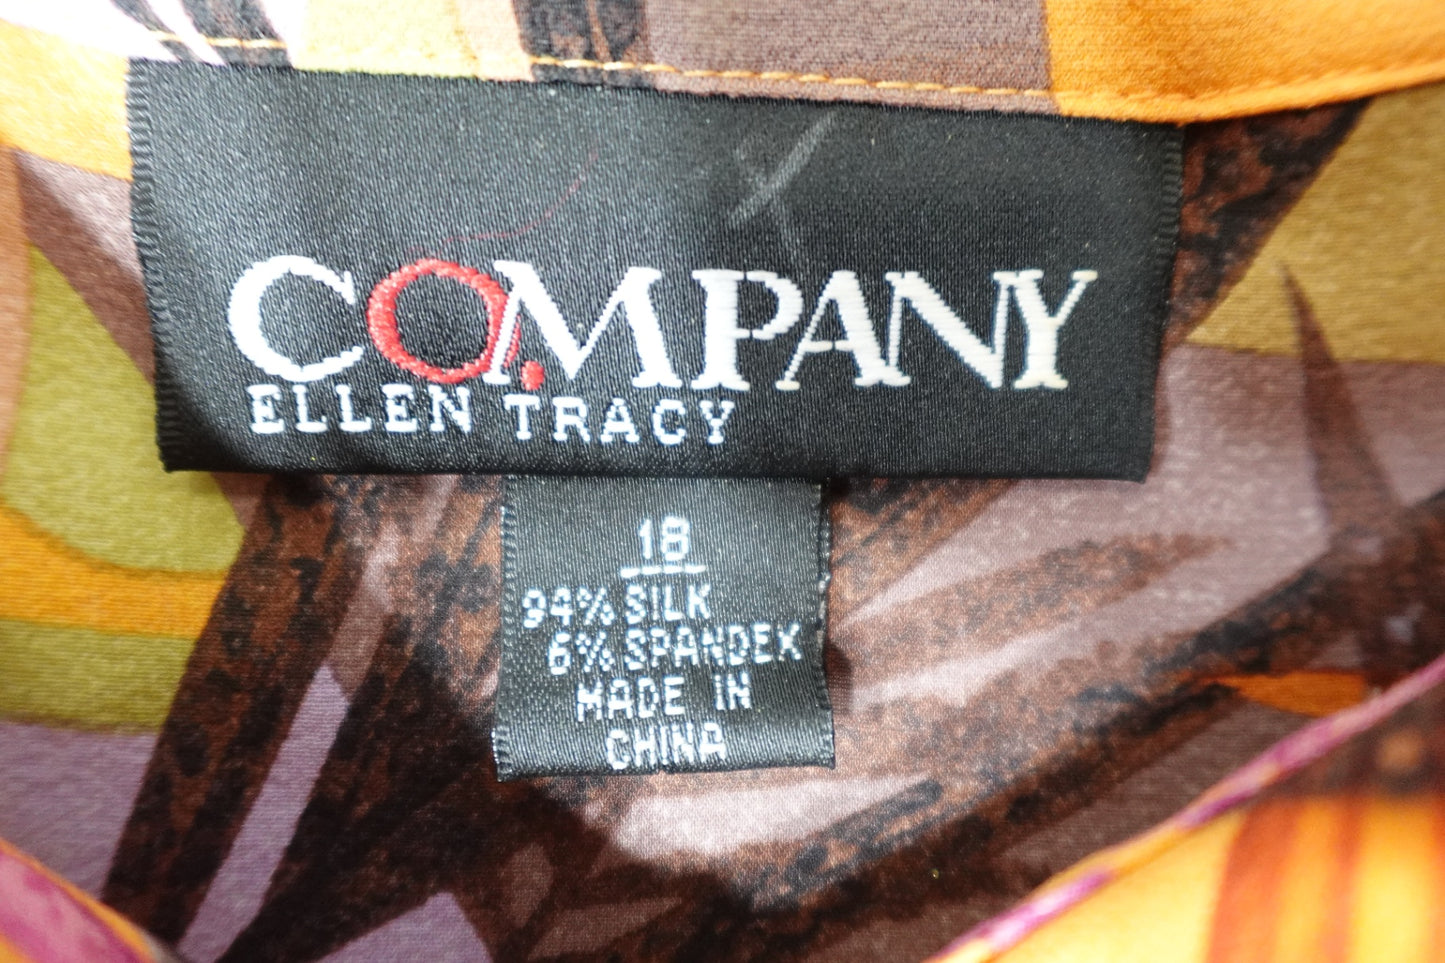 CO.MPANY
ELLEN TRACY
18
94% SILK
6% SPANDEX
MADE IN
CHINA